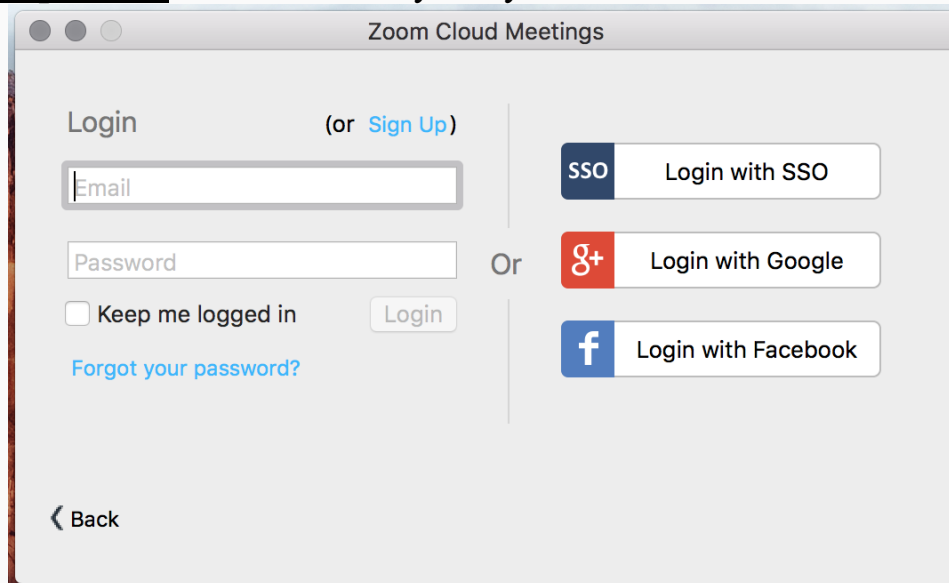 Zoom Cloud Meetings
Login (or Sign Up)
Email
Password
Keep me logged in Login
Forgot your password?
Or
SSO Login with SSO
g+ Login with Google
f Login with Facebook
Back